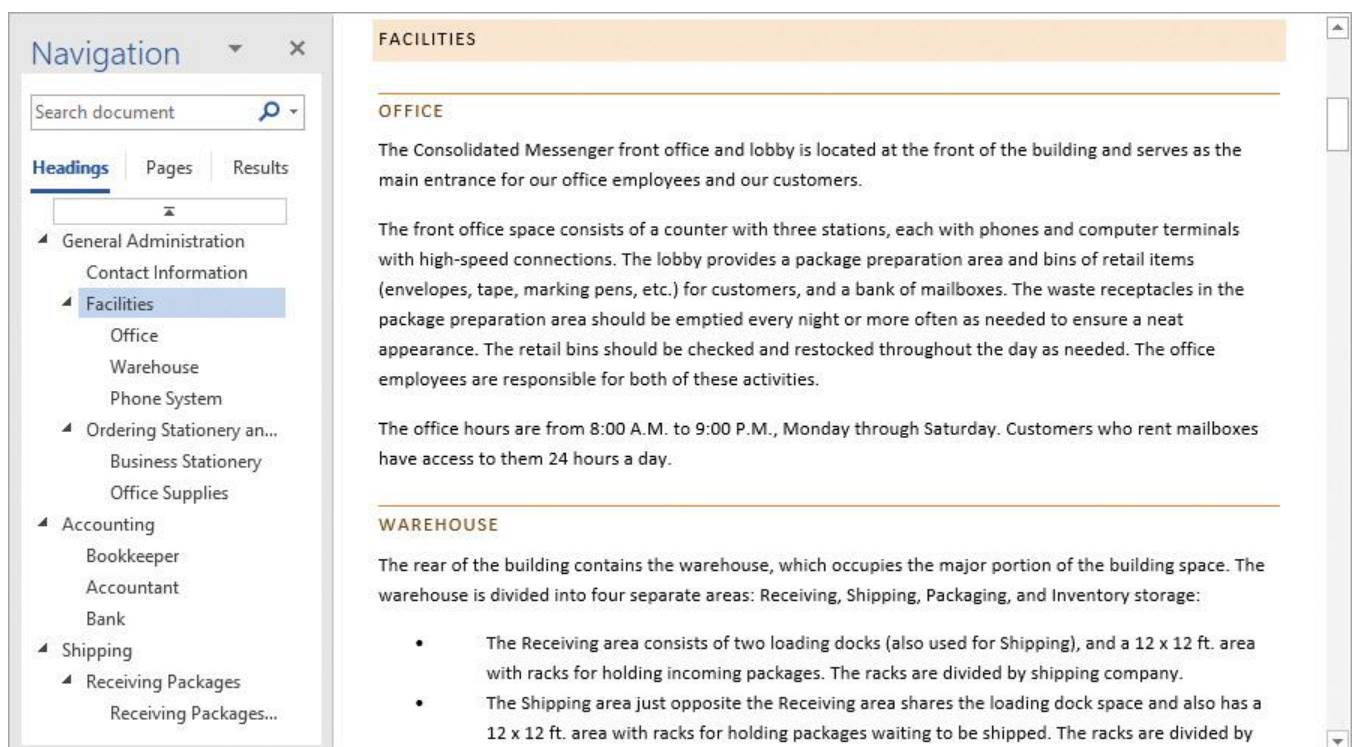 Navigation
Search document
Headings Pages Results
General Administration
Contact Information
Facilities
Office
Warehouse
Phone System
Ordering Stationery an...
Business Stationery
Office Supplies
Accounting
Bookkeeper
Accountant
Bank
Shipping
Receiving Packages
Receiving Packages...
FACILITIES
OFFICE
The Consolidated Messenger front office and lobby is located at the front of the building and serves as the
main entrance for our office employees and our customers.
The front office space consists of a counter with three stations, each with phones and computer terminals
with high-speed connections. The lobby provides a package preparation area and bins of retail items
(envelopes, tape, marking pens, etc.) for customers, and a bank of mailboxes. The waste receptacles in the
package preparation area should be emptied every night or more often as needed to ensure a neat
appearance. The retail bins should be checked and restocked throughout the day as needed. The office
employees are responsible for both of these activities.
The office hours are from 8:00 A.M. to 9:00 P.M., Monday through Saturday. Customers who rent mailboxes
have access to them 24 hours a day.
WAREHOUSE
The rear of the building contains the warehouse, which occupies the major portion of the building space. The
warehouse is divided into four separate areas: Receiving, Shipping, Packaging, and Inventory storage:
• The Receiving area consists of two loading docks (also used for Shipping), and a 12 x 12 ft. area
with racks for holding incoming packages. The racks are divided by shipping company.
• The Shipping area just opposite the Receiving area shares the loading dock space and also has a
12 x 12 ft. area with racks for holding packages waiting to be shipped. The racks are divided by